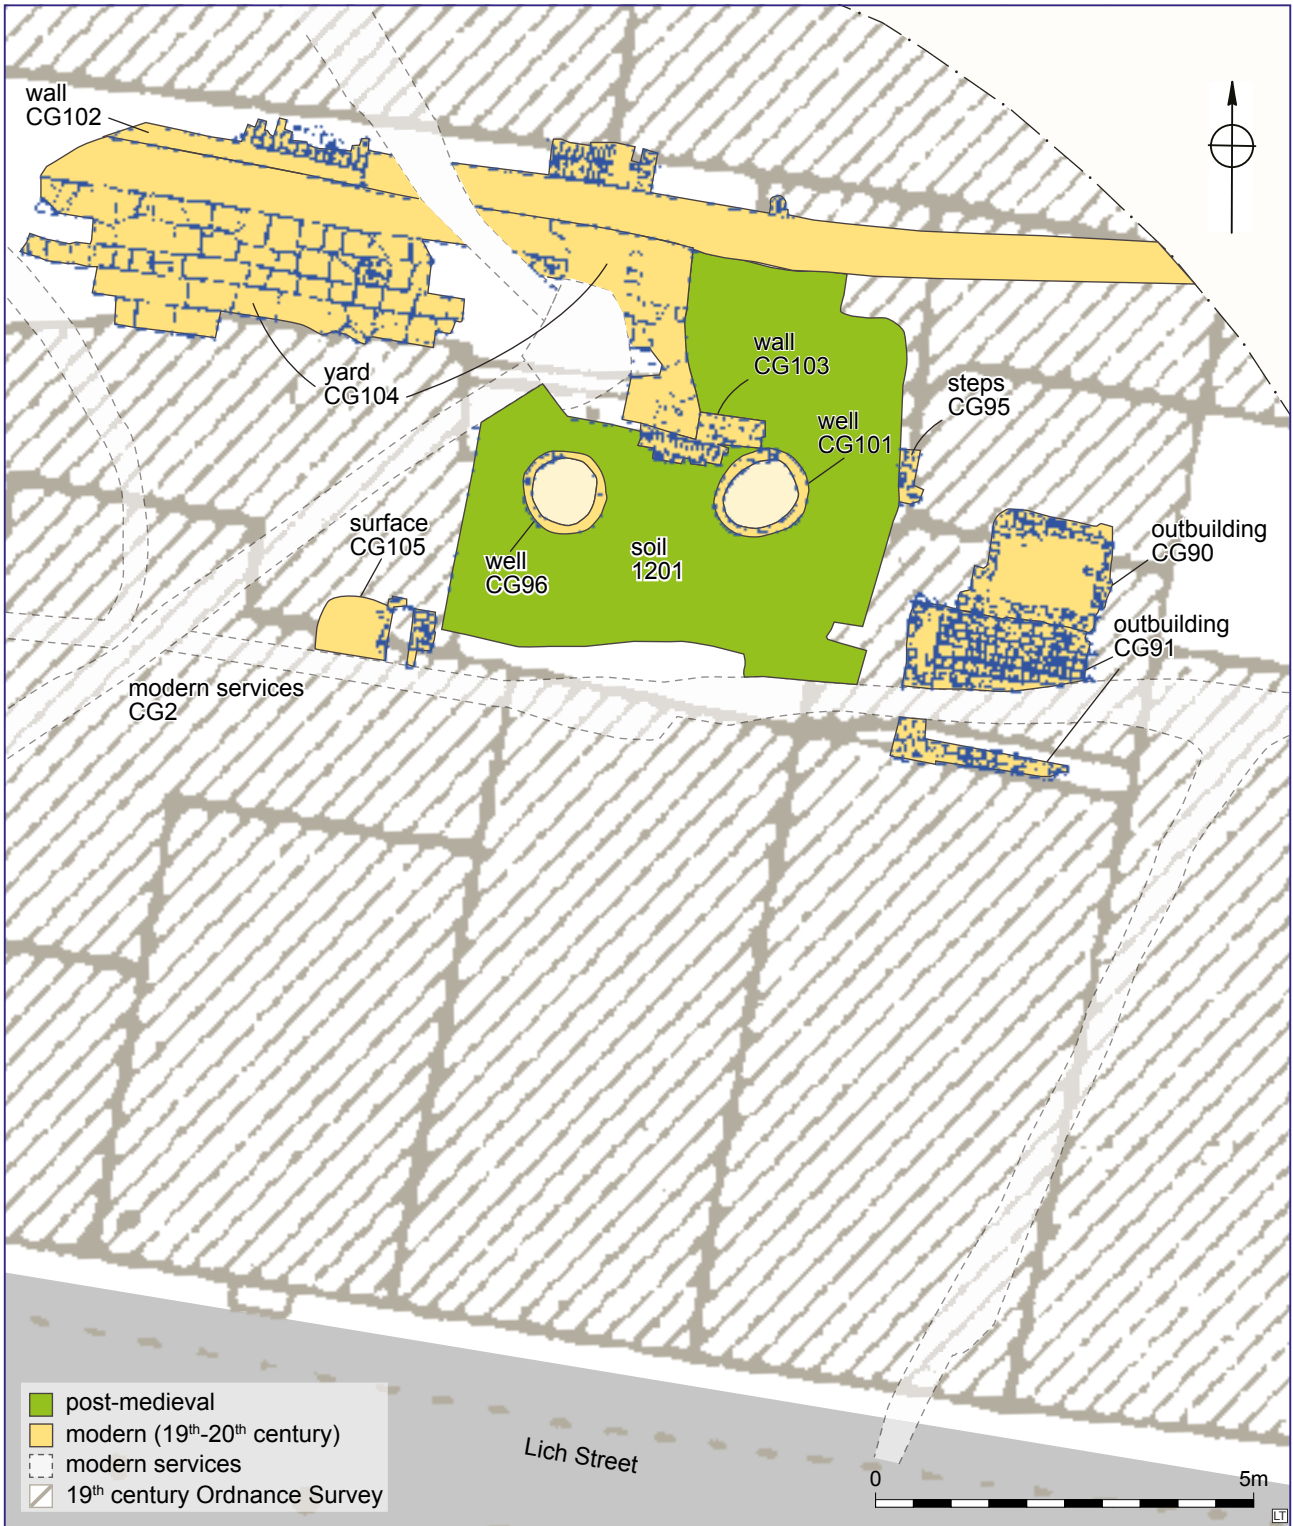 wall
CG102
wall
CG103
yard
CG104
steps
CG95
well
CG101
surface
CG105
well
CG96
soil
1201
outbuilding
CG90
outbuilding
CG91
modern services
CG2
post-medieval
modern (19th-20th century)
modern services
19th century Ordnance Survey
Lich Street
0 5m
LT